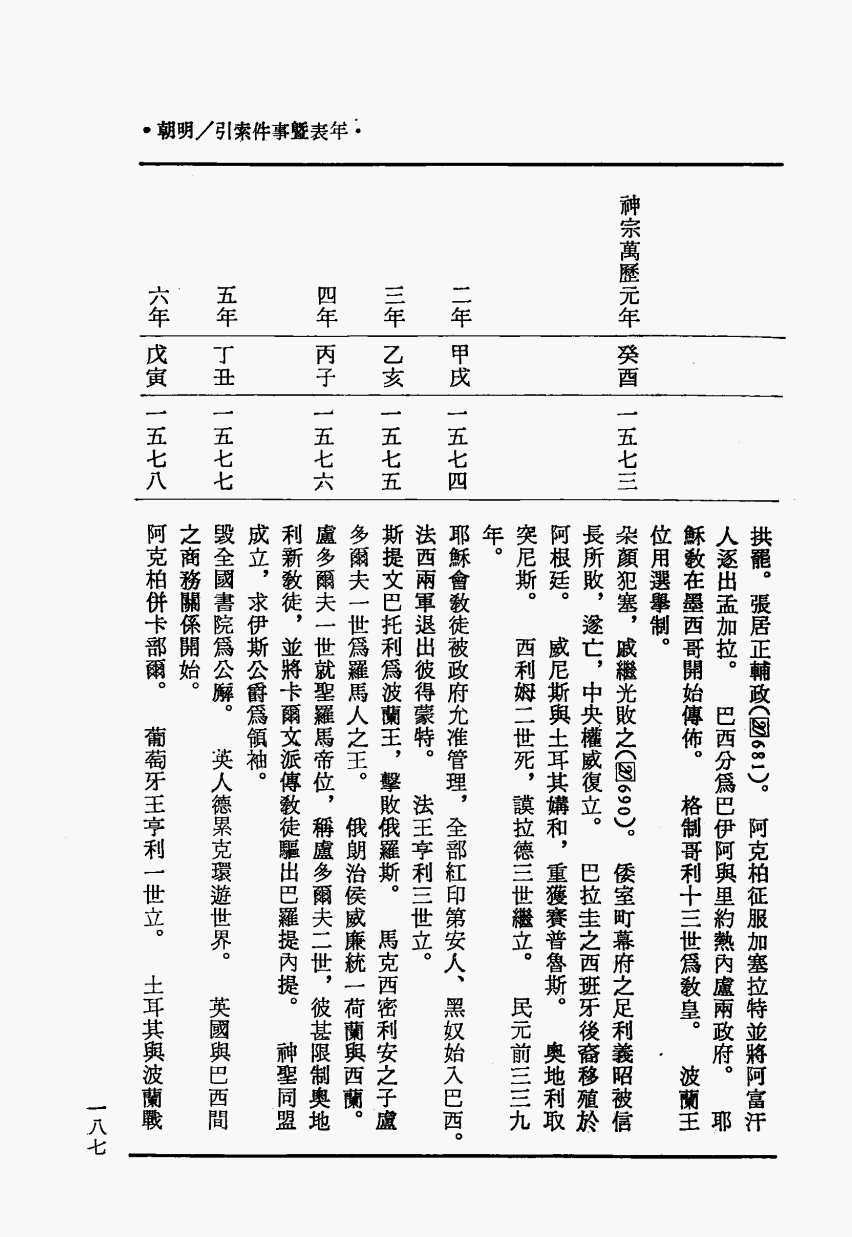 •朝明／引索件事暨表年•
拱罷。張居正輔政(681)。　阿克柏征服加塞拉特並將阿富汗
人逐出孟加拉。　巴西分爲巴伊阿與里約熱內盧兩政府。　耶
穌教在墨西哥開始傳佈。　格制哥利十三世爲教皇。　波蘭王
位用選舉制。
神宗萬歷元年　癸酉　一五七三　朵顏犯塞，戚繼光敗之(690)。　倭室町幕府之足利義昭被信
長所敗，遂亡，中央權威復立。　巴拉圭之西班牙後裔移殖於
阿根廷。　威尼斯與土耳其媾和，重獲賽普魯斯。　奧地利取
突尼斯。　西利姆二世死，謨拉德三世繼立。　民元前三三九
年。
二年　甲戌　一五七四　耶穌會教徒被政府允准管理，全部紅印第安人、黑奴始入巴西。
法西兩軍退出彼得蒙特。　法王亨利三世立。
三年　乙亥　一五七五　斯提文巴托利爲波蘭王，擊敗俄羅斯。　馬克西密利安之子盧
多爾夫一世爲羅馬人之王。　俄朗治侯威廉統一荷蘭與西蘭。
四年　丙子　一五七六　盧多爾夫一世就聖羅馬帝位，稱盧多爾夫二世，彼甚限制奧地
利新教徒，並將卡爾文派傳教徒驅出巴羅提內提。　神聖同盟
成立，求伊斯公爵爲領袖。
五年　丁丑　一五七七　毀全國書院爲公廨。　英人德累克環遊世界。　英國與巴西間
之商務關係開始。
六年　戊寅　一五七八　阿克柏併卡部爾。　葡萄牙王亨利一世立。　土耳其與波蘭戰
一八七